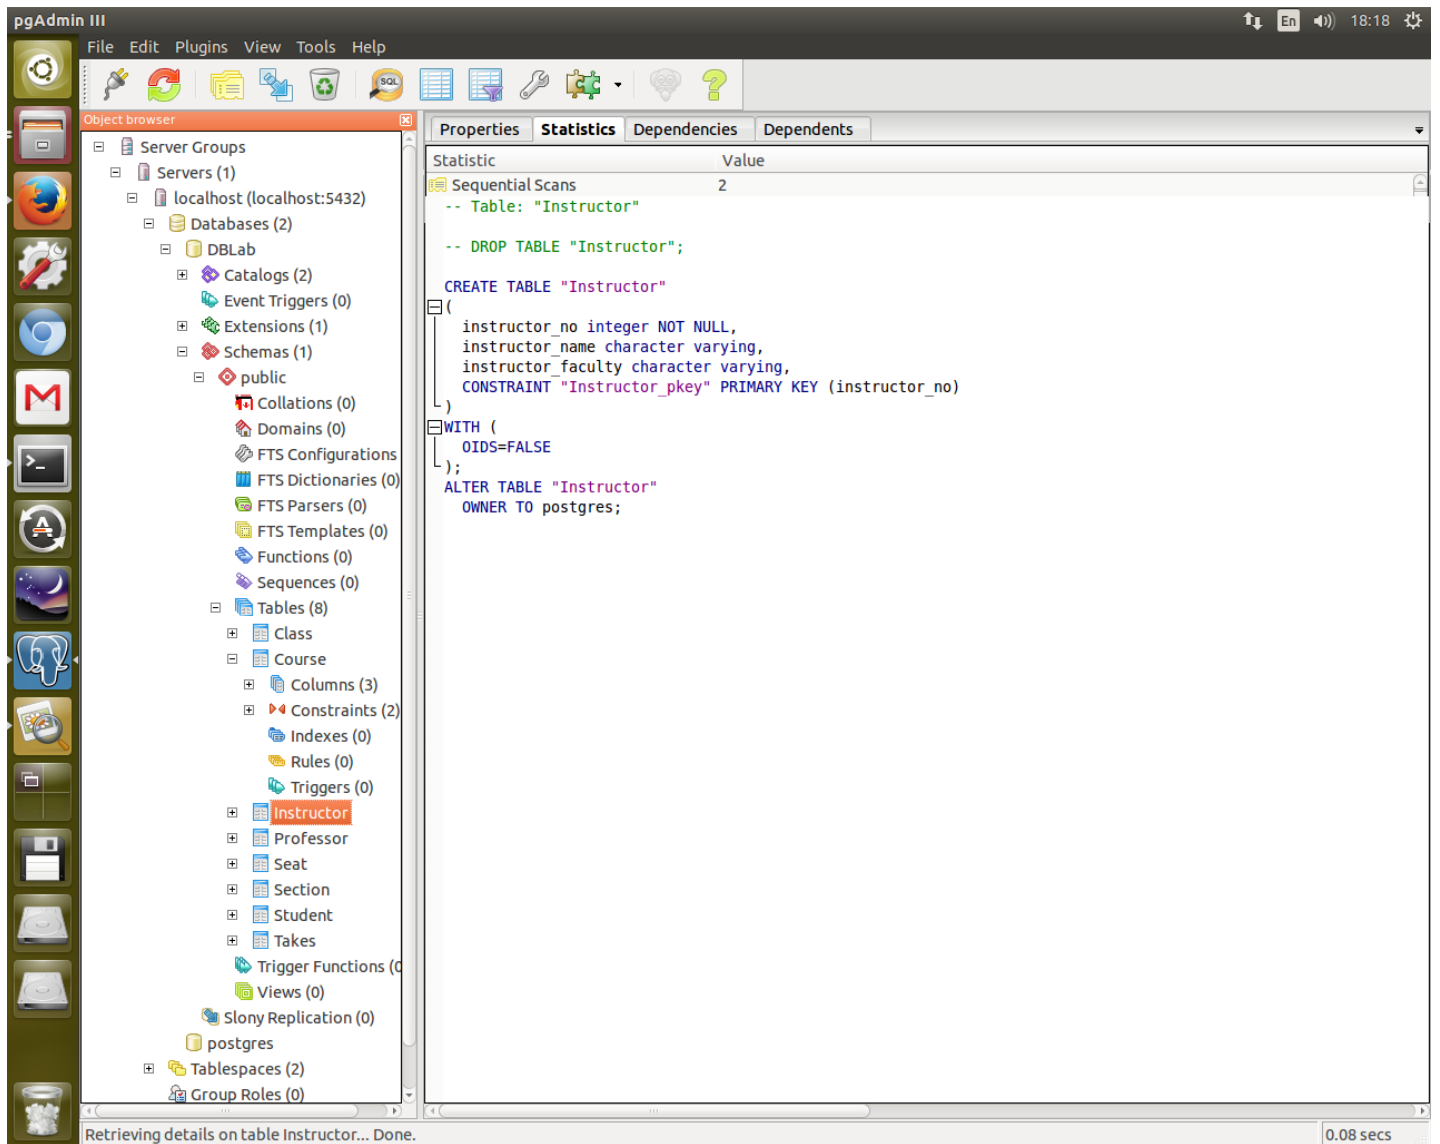 pgAdmin III
En
18:18
File Edit Plugins View Tools Help
SQL
Object browser
Server Groups
Servers (1)
localhost (localhost:5432)
Databases (2)
DBLab
Catalogs (2)
Event Triggers (0)
Extensions (1)
Schemas (1)
public
Collations (0)
Domains (0)
FTS Configurations
FTS Dictionaries (0)
FTS Parsers (0)
FTS Templates (0)
Functions (0)
Sequences (0)
Tables (8)
Class
Course
Columns (3)
Constraints (2)
Indexes (0)
Rules (0)
Triggers (0)
Instructor
Professor
Seat
Section
Student
Takes
Trigger Functions (0
Views (0)
Slony Replication (0)
postgres
Tablespaces (2)
Group Roles (0)
Properties Statistics Dependencies Dependents
Statistic Value
Sequential Scans 2
-- Table: "Instructor"
-- DROP TABLE "Instructor";
CREATE TABLE "Instructor"
(
instructor_no integer NOT NULL,
instructor_name character varying,
instructor_faculty character varying,
CONSTRAINT "Instructor_pkey" PRIMARY KEY (instructor_no)
)
WITH (
OIDS=FALSE
);
ALTER TABLE "Instructor"
OWNER TO postgres;
Retrieving details on table Instructor... Done.
0.08 secs